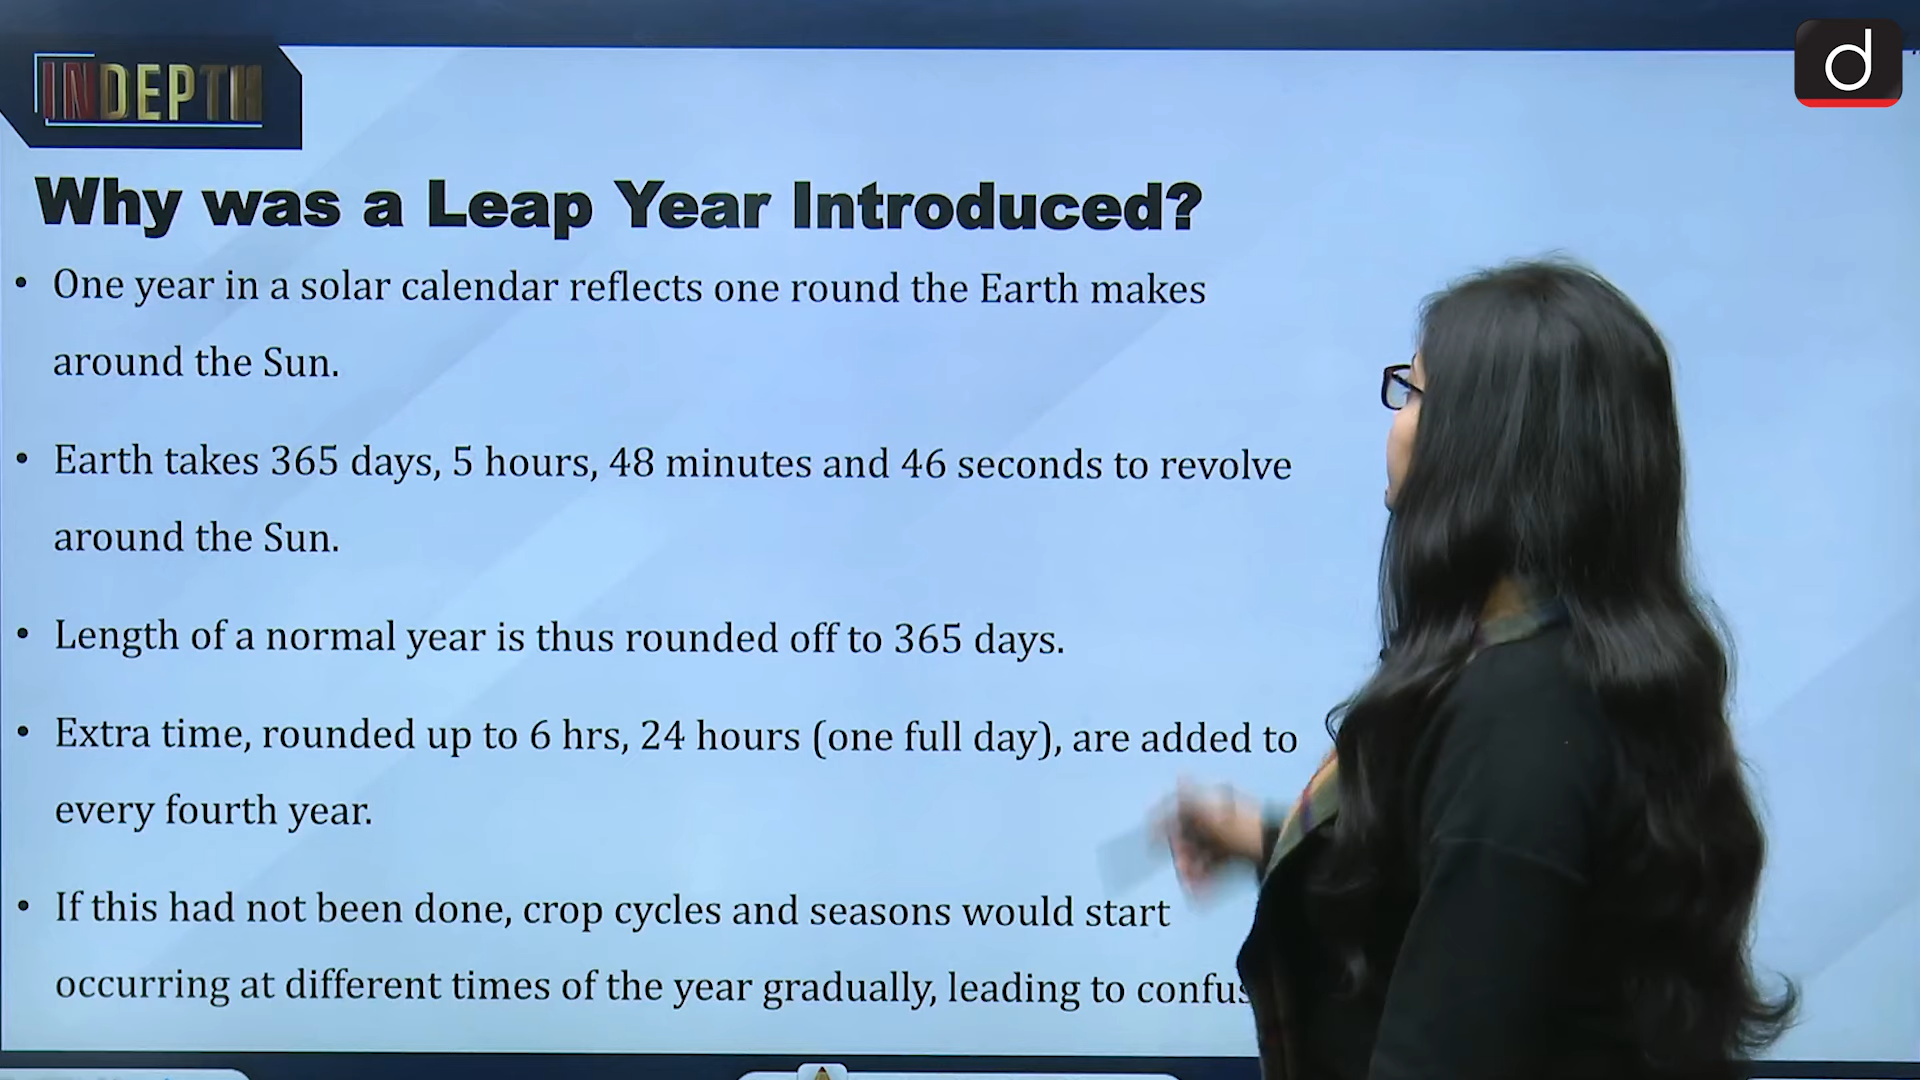 INDEPTH
d
Why was a Leap Year Introduced?
• One year in a solar calendar reflects one round the Earth makes
around the Sun.
• Earth takes 365 days, 5 hours, 48 minutes and 46 seconds to revolve
around the Sun.
• Length of a normal year is thus rounded off to 365 days.
• Extra time, rounded up to 6 hrs, 24 hours (one full day), are added to
every fourth year.
• If this had not been done, crop cycles and seasons would start
occurring at different times of the year gradually, leading to